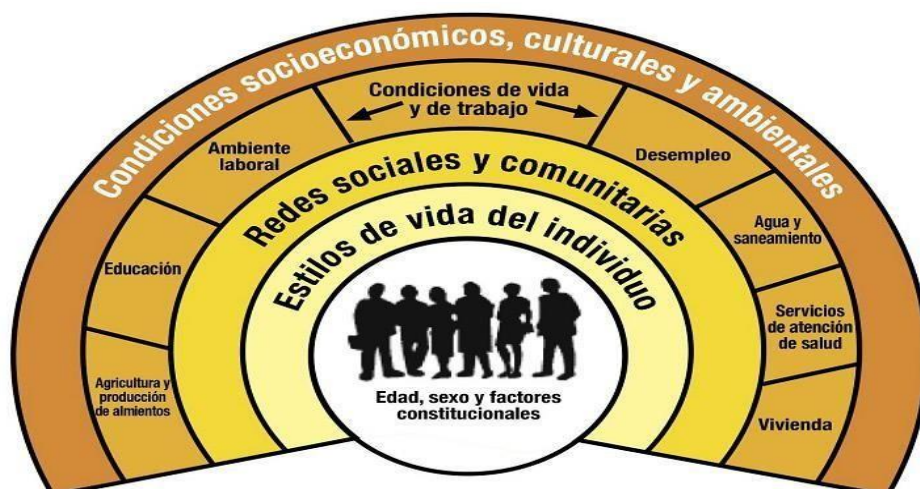 Condiciones socioeconómicos, culturales y ambientales
Condiciones de vida
y de trabajo
Ambiente
laboral
Desempleo
Redes sociales y comunitarias
Estilos de vida del individuo
Agua y
saneamiento
Educación
Servicios
de atención
de salud
Agricultura y
producción
de almientos
Edad, sexo y factores
constitucionales
Vivienda